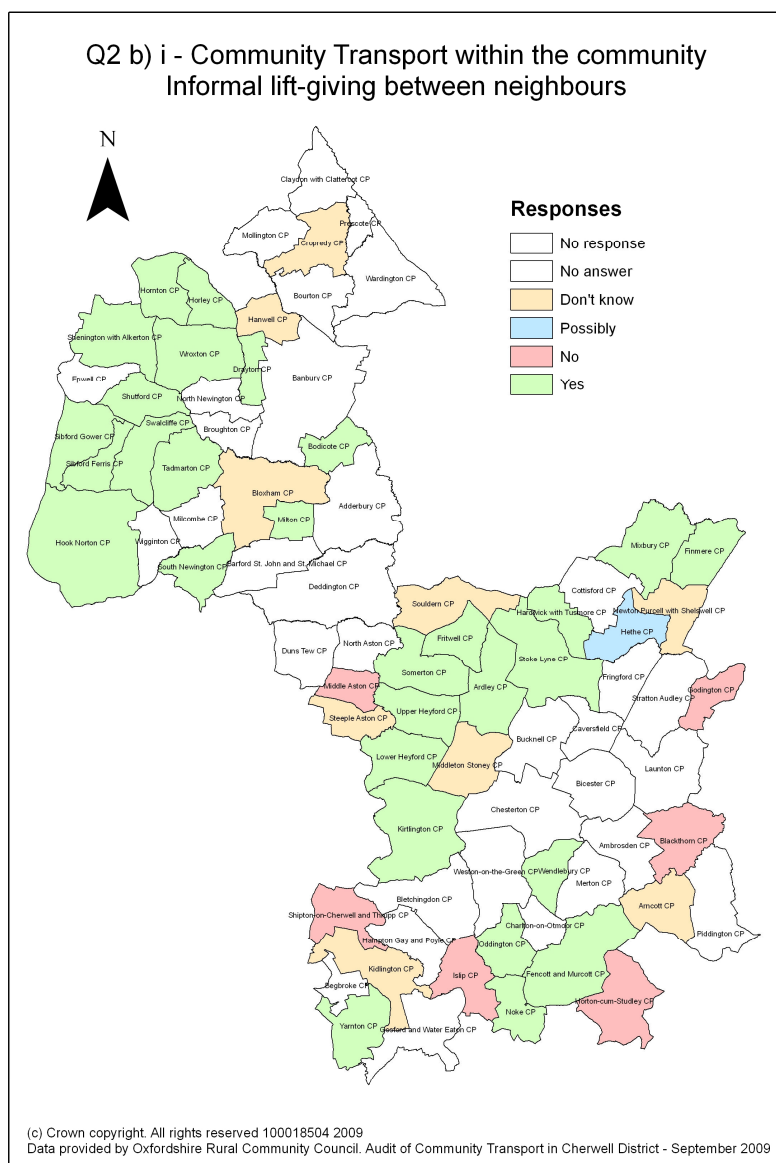 Q2 b) i - Community Transport within the community
Informal lift-giving between neighbours
N
Responses
No response
No answer
Don't know
Possibly
No
Yes
Claydon with Clattercot CP
Prescote CP
Mollington CP
Cropredy CP
Wardington CP
Bourton CP
Hornton CP
Horley CP
Hanwell CP
Shenington with Alkerton CP
Wroxton CP
Drayton CP
Banbury CP
Epwell CP
Shutford CP
North Newington CP
Swalcliffe CP
Broughton CP
Sibford Gower CP
Bodicote CP
Sibford Ferris CP
Tadmarton CP
Bloxham CP
Adderbury CP
Milcombe CP
Milton CP
Hook Norton CP
Wigginton CP
South Newington CP
Barford St. John and St. Michael CP
Deddington CP
Mixbury CP
Finmere CP
Cottisford CP
Souldern CP
Hardwick with Tusmore CP
Newton Purcell with Shelswell CP
Hethe CP
Fritwell CP
Duns Tew CP
North Aston CP
Stoke Lyne CP
Somerton CP
Fringford CP
Middle Aston CP
Ardley CP
Stratton Audley CP
Godington CP
Upper Heyford CP
Steeple Aston CP
Caversfield CP
Bucknell CP
Lower Heyford CP
Middleton Stoney CP
Launton CP
Bicester CP
Chesterton CP
Kirtlington CP
Ambrosden CP
Blackthorn CP
Weston-on-the-Green CP
Wendlebury CP
Merton CP
Bletchingdon CP
Arncott CP
Shipton-on-Cherwell and Thrupp CP
Charlton-on-Otmoor CP
Piddington CP
Hampton Gay and Poyle CP
Oddington CP
Kidlington CP
Islip CP
Fencott and Murcott CP
Begbroke CP
Horton-cum-Studley CP
Noke CP
Yarnton CP
Gosford and Water Eaton CP
(c) Crown copyright. All rights reserved 100018504 2009
Data provided by Oxfordshire Rural Community Council. Audit of Community Transport in Cherwell District - September 2009